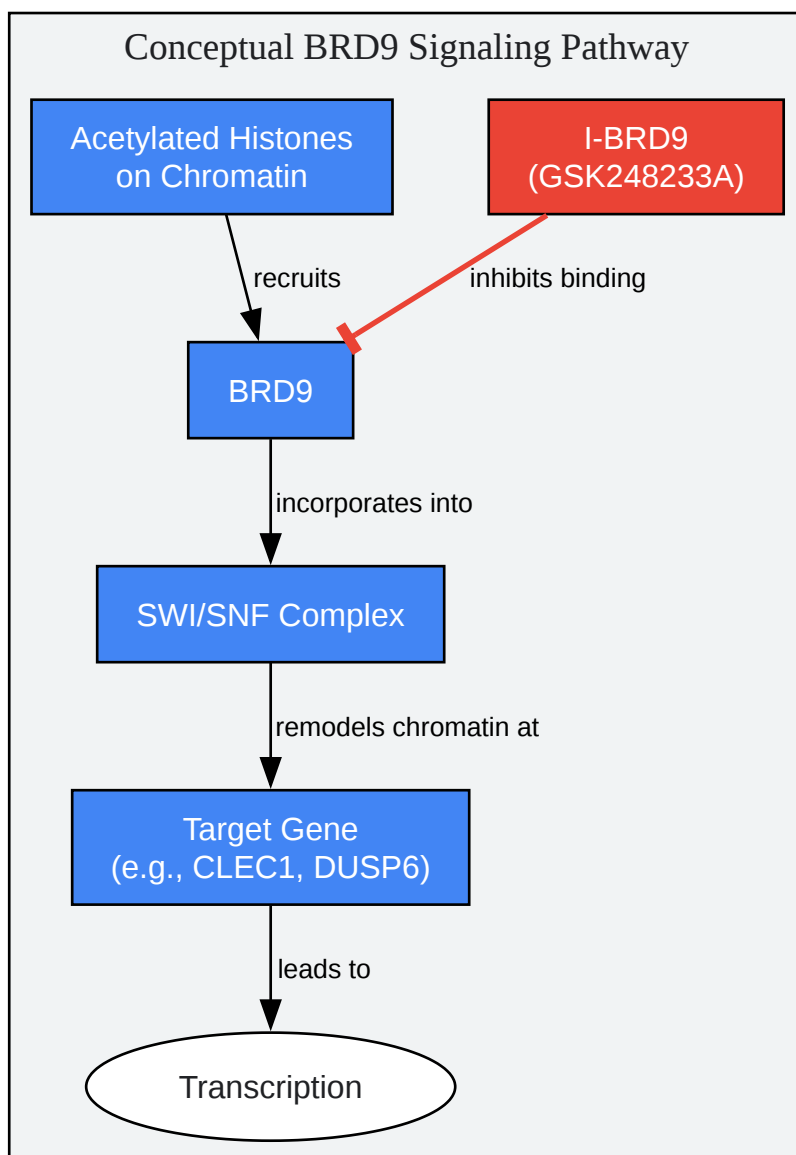 Conceptual BRD9 Signaling Pathway
Acetylated Histones
on Chromatin
I-BRD9
(GSK248233A)
recruits
inhibits binding
BRD9
incorporates into
SWI/SNF Complex
remodels chromatin at
Target Gene
(e.g., CLEC1, DUSP6)
leads to
Transcription